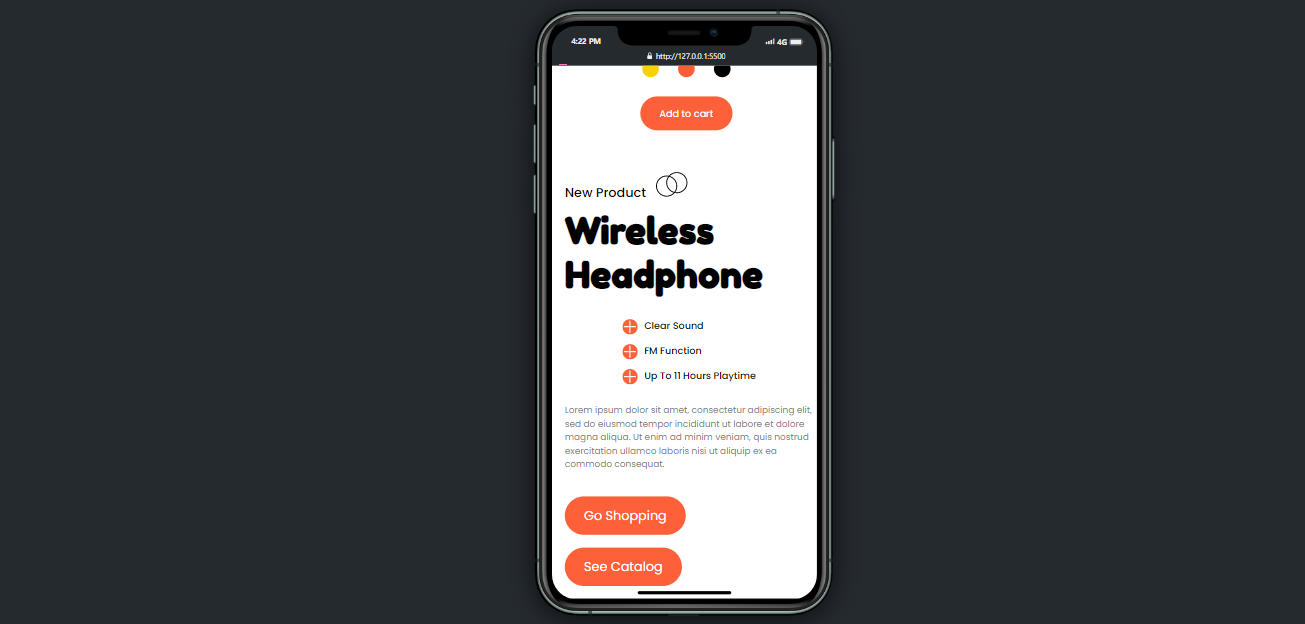 4:22 PM
4G
http://127.0.0.1:5500
Add to cart
New Product
Wireless
Headphone
Clear Sound
FM Function
Up To 11 Hours Playtime
Lorem ipsum dolor sit amet, consectetur adipiscing elit,
sed do eiusmod tempor incididunt ut labore et dolore
magna aliqua. Ut enim ad minim veniam, quis nostrud
exercitation ullamco laboris nisi ut aliquip ex ea
commodo consequat.
Go Shopping
See Catalog